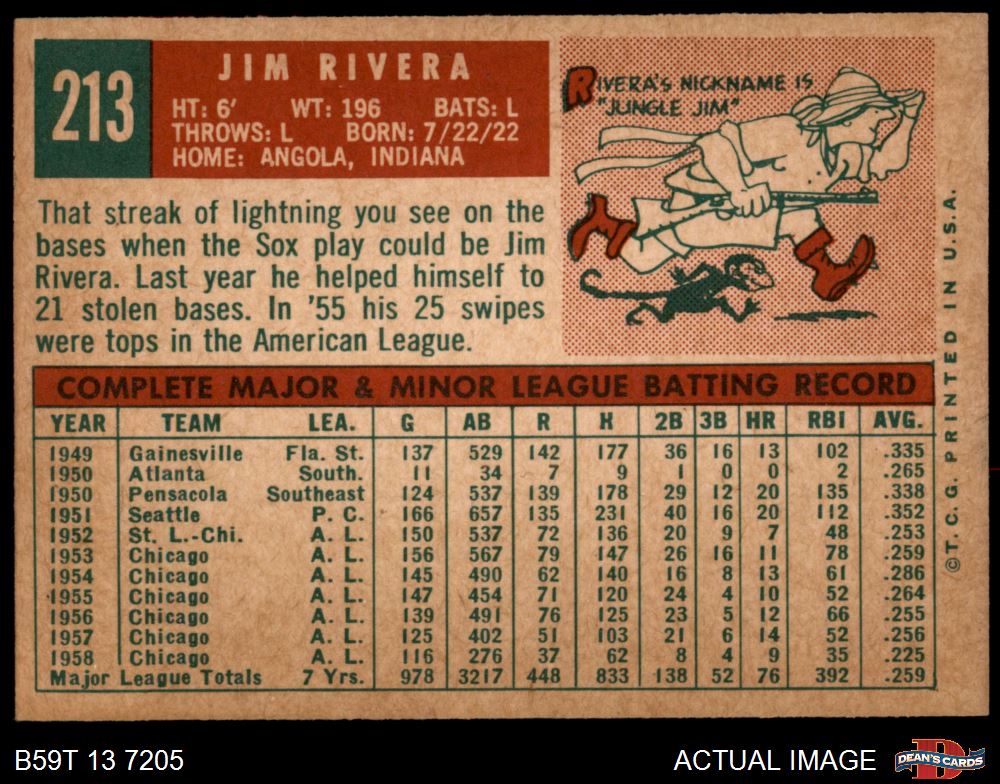 213
JIM RIVERA
HT: 6' WT: 196 BATS: L
THROWS: L BORN: 7/22/22
HOME: ANGOLA, INDIANA
RIVERA'S NICKNAME IS
"JUNGLE JIM"
That streak of lightning you see on the
bases when the Sox play could be Jim
Rivera. Last year he helped himself to
21 stolen bases. In '55 his 25 swipes
were tops in the American League.
COMPLETE MAJOR & MINOR LEAGUE BATTING RECORD
YEAR TEAM LEA. G AB R H 2B 3B HR RBI AVG.
1949 Gainesville Fla. St. 137 529 142 177 36 16 13 102 .335
1950 Atlanta South. 11 34 7 9 1 0 0 2 .265
1950 Pensacola Southeast 124 537 139 178 29 12 20 135 .338
1951 Seattle P. C. 166 657 135 231 40 16 20 112 .352
1952 St. L.-Chi. A. L. 150 537 72 136 20 9 7 48 .253
1953 Chicago A. L. 156 567 79 147 26 16 11 78 .259
1954 Chicago A. L. 145 490 62 140 16 8 13 61 .286
1955 Chicago A. L. 147 454 71 120 24 4 10 52 .264
1956 Chicago A. L. 139 491 76 125 23 5 12 66 .255
1957 Chicago A. L. 125 402 51 103 21 6 14 52 .256
1958 Chicago A. L. 116 276 37 62 8 4 9 35 .225
Major League Totals 7 Yrs. 978 3217 448 833 138 52 76 392 .259
© T. C. G. PRINTED IN U.S.A.
B59T 13 7205
ACTUAL IMAGE
D
DEAN'S CARDS